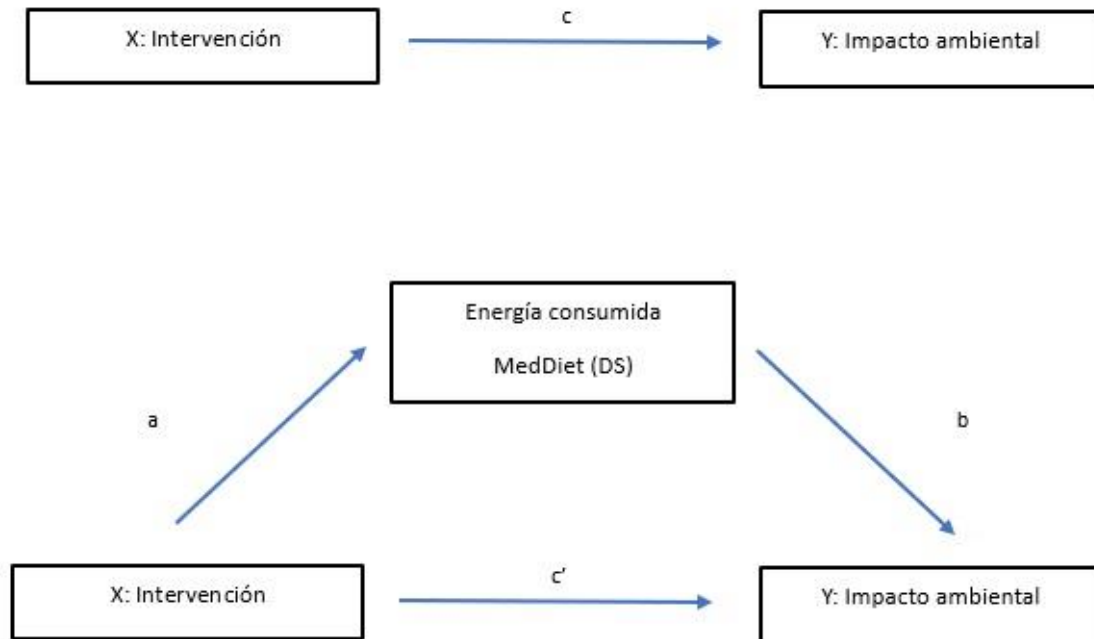 c
X: Intervención
Y: Impacto ambiental
Energía consumida
MedDiet (DS)
a
b
X: Intervención
c'
Y: Impacto ambiental